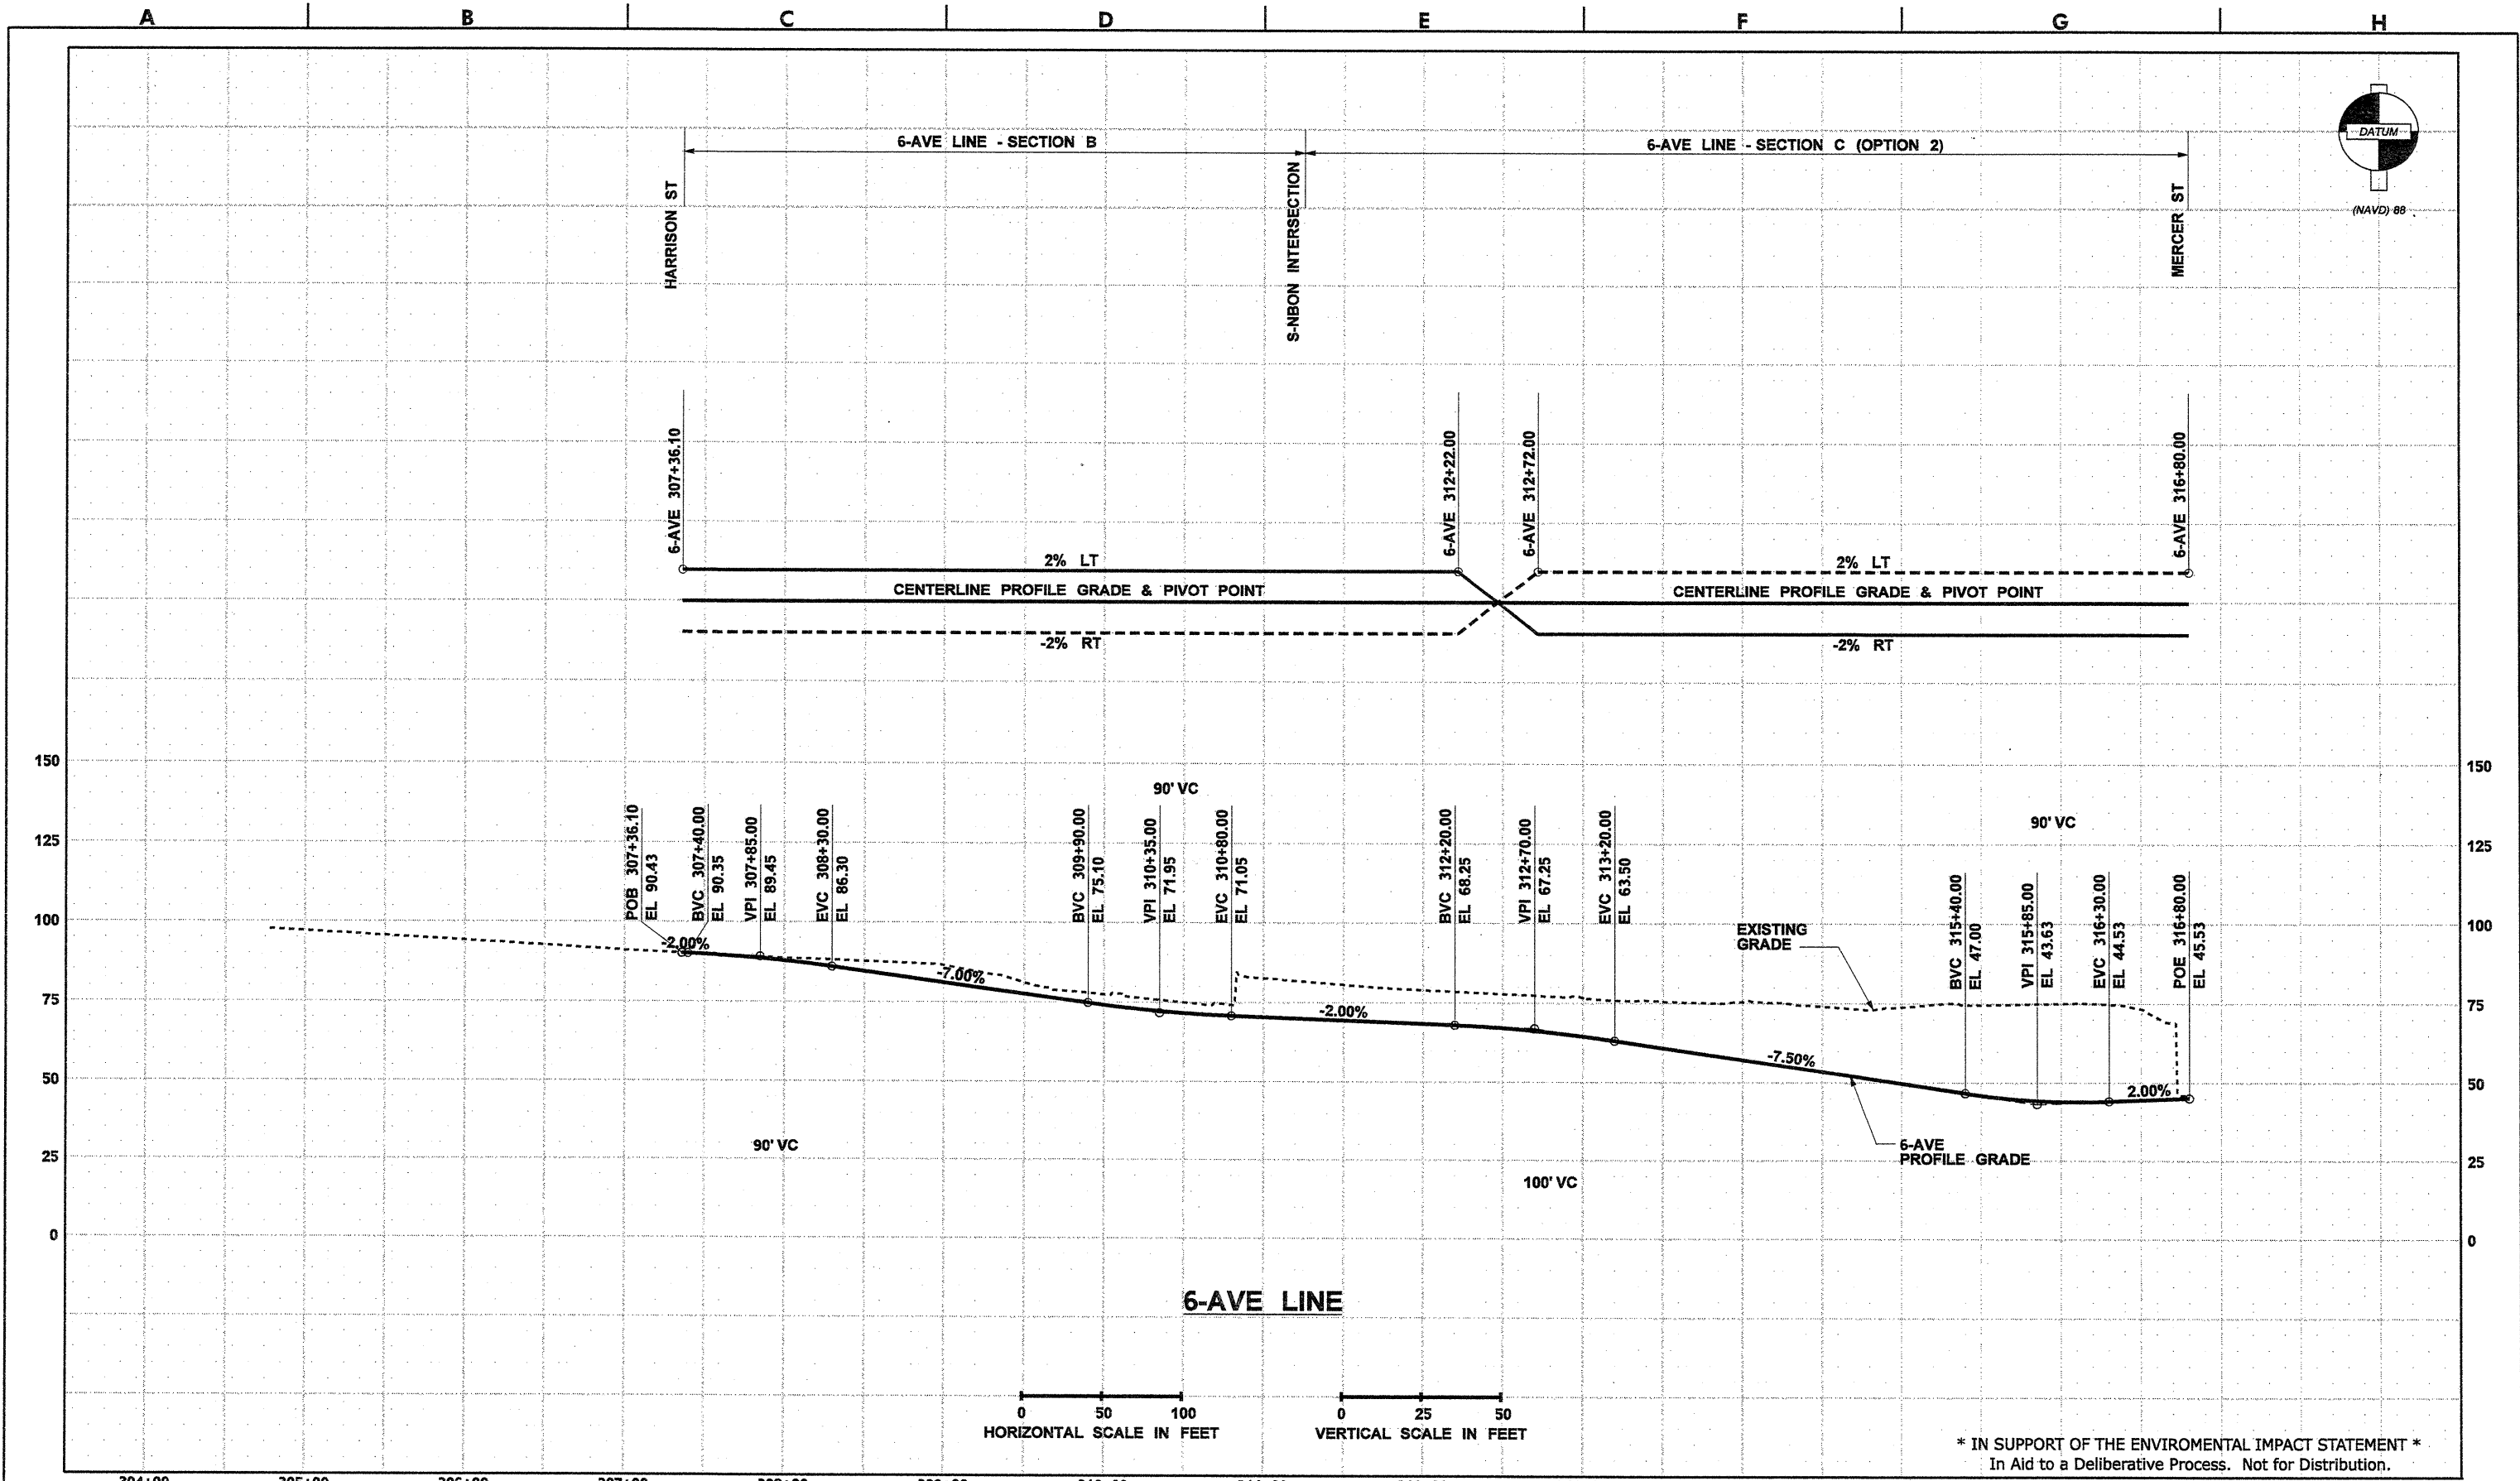 A B C D E F G H
6-AVE LINE - SECTION B
6-AVE LINE - SECTION C (OPTION 2)
DATUM
(NAVD) 88
HARRISON ST
S-NBON INTERSECTION
MERCER ST
6-AVE 307+36.10
6-AVE 312+22.00
6-AVE 312+72.00
6-AVE 316+80.00
2% LT
2% LT
CENTERLINE PROFILE GRADE & PIVOT POINT
CENTERLINE PROFILE GRADE & PIVOT POINT
-2% RT
-2% RT
150
125
100
75
50
25
0
150
125
100
75
50
25
0
90' VC
90' VC
POB 307+36.10
EL 90.43
BVC 307+40.00
EL 90.35
VPI 307+85.00
EL 89.45
EVC 308+30.00
EL 86.30
BVC 309+90.00
EL 75.10
VPI 310+35.00
EL 71.95
EVC 310+80.00
EL 71.05
BVC 312+20.00
EL 68.25
VPI 312+70.00
EL 67.25
EVC 313+20.00
EL 63.50
BVC 315+40.00
EL 47.00
VPI 315+85.00
EL 43.63
EVC 316+30.00
EL 44.53
POE 316+80.00
EL 45.53
EXISTING
GRADE
-2.00%
-7.00%
-2.00%
-7.50%
2.00%
90' VC
6-AVE
PROFILE GRADE
100' VC
6-AVE LINE
0 50 100
HORIZONTAL SCALE IN FEET
0 25 50
VERTICAL SCALE IN FEET
* IN SUPPORT OF THE ENVIROMENTAL IMPACT STATEMENT *
In Aid to a Deliberative Process. Not for Distribution.